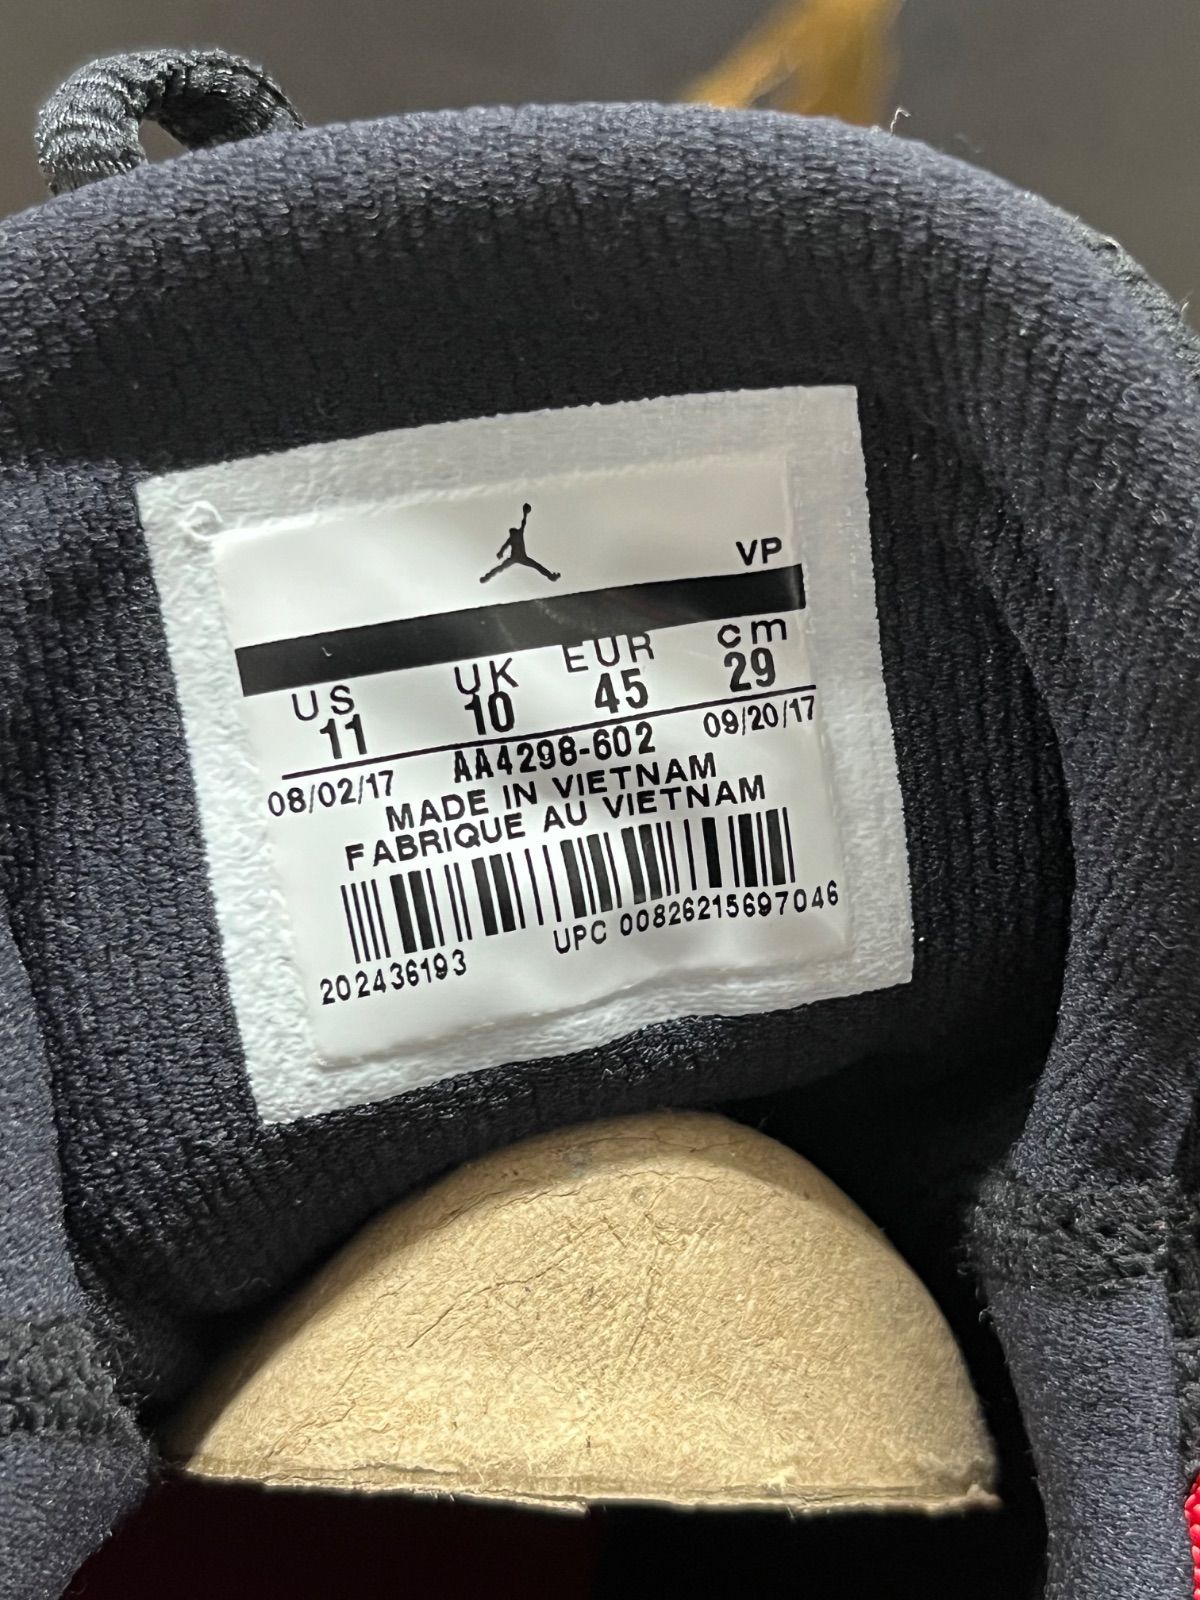 VP
US UK EUR cm
11 10 45 29
08/02/17 AA4298-602 09/20/17
MADE IN VIETNAM
FABRIQUE AU VIETNAM
202436193 UPC 00826215697046